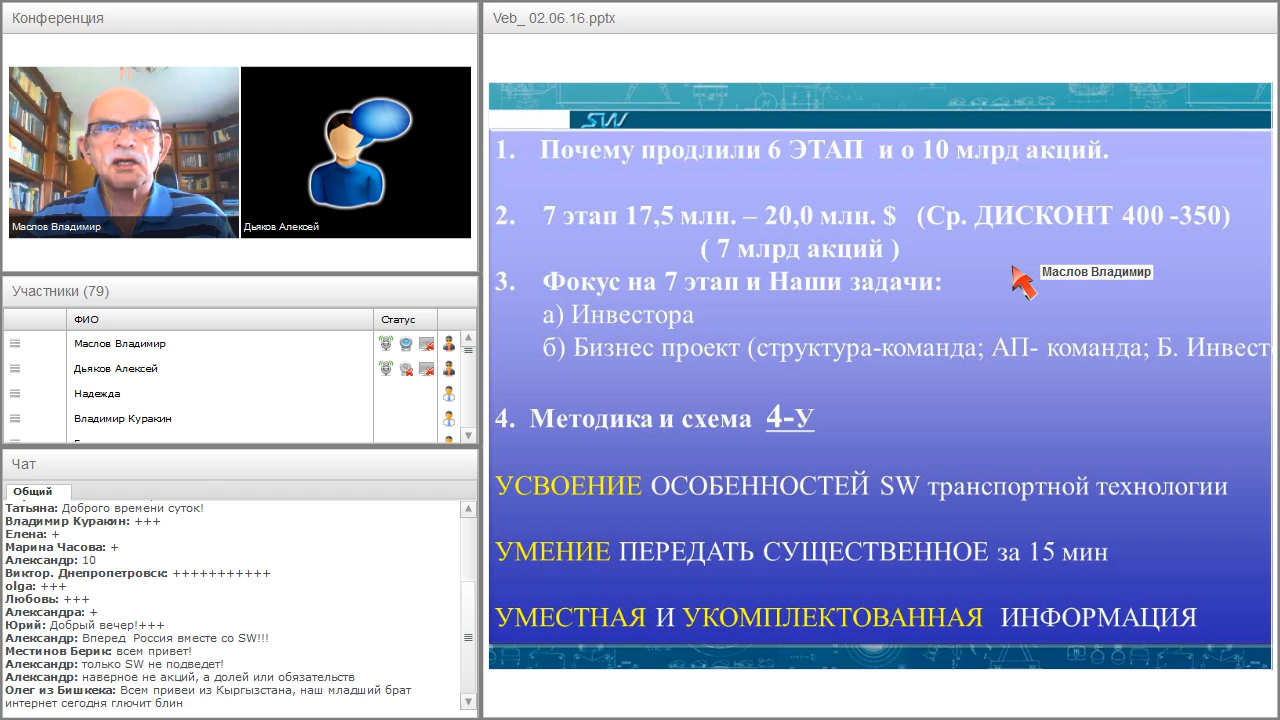 Конференция
Маслов Владимир
Дьяков Алексей
Участники (79)
ФИО
Статус
Маслов Владимир
Дьяков Алексей
Надежда
Владимир Куракин
Чат
Общий
Татьяна: Доброго времени суток!
Владимир Куракин: +++
Елена: +
Марина Часова: +
Александр: 10
Виктор. Днепропетровск: +++++++++++
olga: +++
Любовь: +++
Александра: +
Юрий: Добрый вечер!+++
Александр: Вперед Россия вместе со SW!!!
Местинов Берик: всем привет!
Александр: только SW не подведет!
Александр: наверное не акций, а долей или обязательств
Олег из Бишкека: Всем привеи из Кыргызстана, наш младший брат
интернет сегодня глючит блин
Veb_ 02.06.16.pptx
SW
1. Почему продлили 6 ЭТАП и о 10 млрд акций.
2. 7 этап 17,5 млн. – 20,0 млн. $ (Ср. ДИСКОНТ 400 -350)
( 7 млрд акций )
Маслов Владимир
3. Фокус на 7 этап и Наши задачи:
а) Инвестора
б) Бизнес проект (структура-команда; АП- команда; Б. Инвест
4. Методика и схема 4-У
УСВОЕНИЕ ОСОБЕННОСТЕЙ SW транспортной технологии
УМЕНИЕ ПЕРЕДАТЬ СУЩЕСТВЕННОЕ за 15 мин
УМЕСТНАЯ И УКОМПЛЕКТОВАННАЯ ИНФОРМАЦИЯ